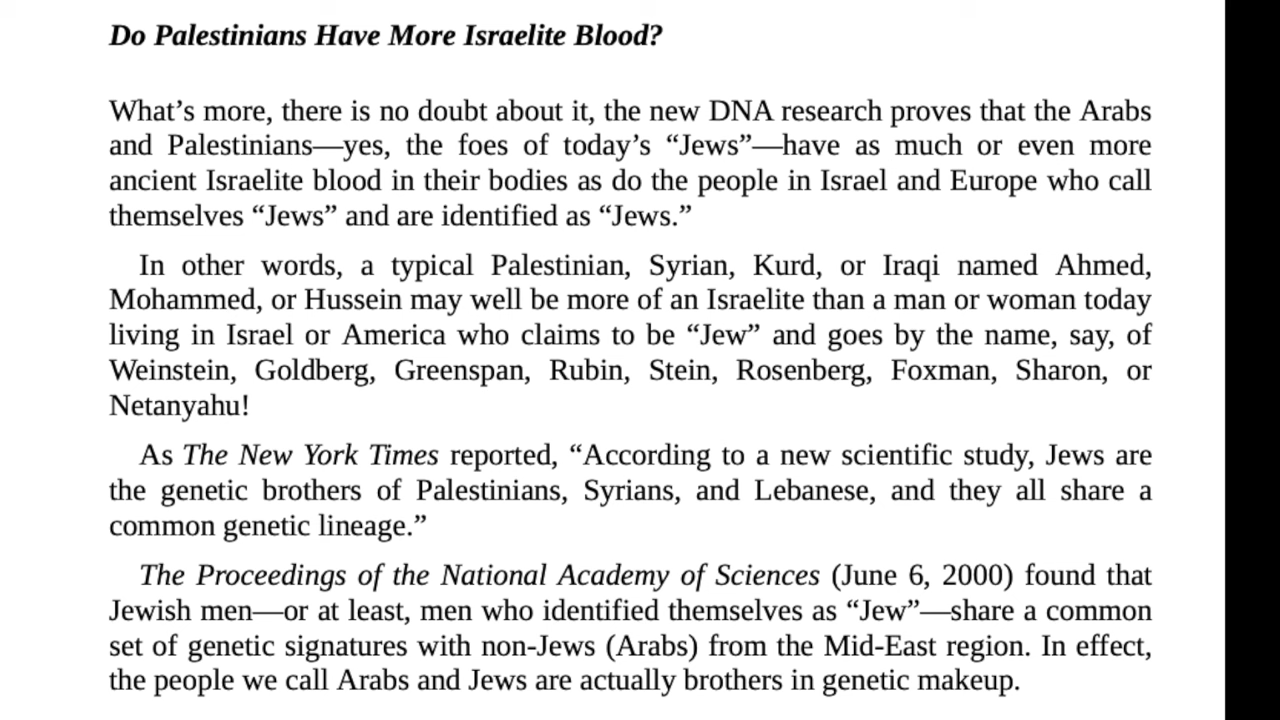 Do Palestinians Have More Israelite Blood?
What’s more, there is no doubt about it, the new DNA research proves that the Arabs
and Palestinians—yes, the foes of today’s “Jews”—have as much or even more
ancient Israelite blood in their bodies as do the people in Israel and Europe who call
themselves “Jews” and are identified as “Jews.”
In other words, a typical Palestinian, Syrian, Kurd, or Iraqi named Ahmed,
Mohammed, or Hussein may well be more of an Israelite than a man or woman today
living in Israel or America who claims to be “Jew” and goes by the name, say, of
Weinstein, Goldberg, Greenspan, Rubin, Stein, Rosenberg, Foxman, Sharon, or
Netanyahu!
As The New York Times reported, “According to a new scientific study, Jews are
the genetic brothers of Palestinians, Syrians, and Lebanese, and they all share a
common genetic lineage.”
The Proceedings of the National Academy of Sciences (June 6, 2000) found that
Jewish men—or at least, men who identified themselves as “Jew”—share a common
set of genetic signatures with non-Jews (Arabs) from the Mid-East region. In effect,
the people we call Arabs and Jews are actually brothers in genetic makeup.